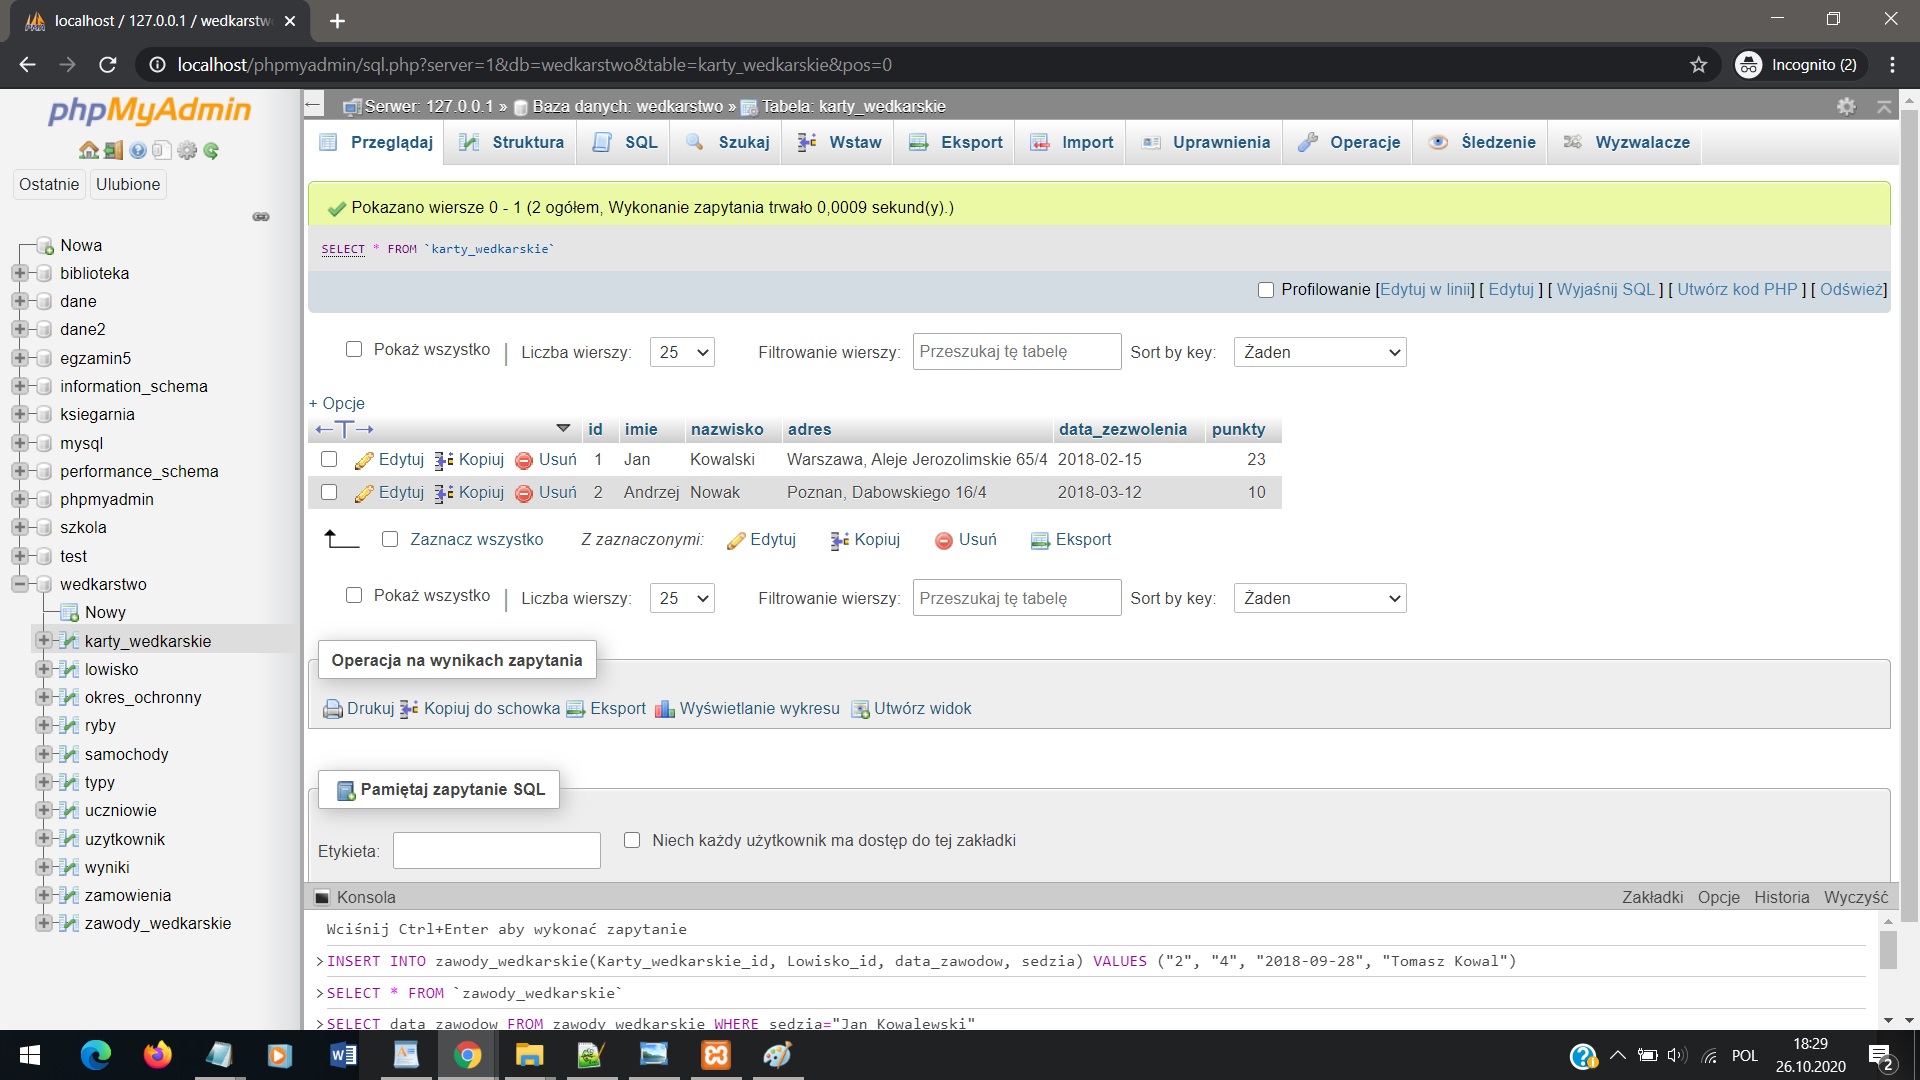 localhost / 127.0.0.1 / wedkarstw
localhost/phpmyadmin/sql.php?server=1&db=wedkarstwo&table=karty_wedkarskie&pos=0
Incognito (2)
phpMyAdmin
Ostatnie Ulubione
Nowa
biblioteka
dane
dane2
egzamin5
information_schema
ksiegarnia
mysql
performance_schema
phpmyadmin
szkola
test
wedkarstwo
Nowy
karty_wedkarskie
lowisko
okres_ochronny
ryby
samochody
typy
uczniowie
uzytkownik
wyniki
zamowienia
zawody_wedkarskie
Serwer: 127.0.0.1 » Baza danych: wedkarstwo » Tabela: karty_wedkarskie
Przeglądaj Struktura SQL Szukaj Wstaw Eksport Import Uprawnienia Operacje Śledzenie Wyzwalacze
Pokazano wiersze 0 - 1 (2 ogółem, Wykonanie zapytania trwało 0,0009 sekund(y).)
SELECT * FROM `karty_wedkarskie`
Profilowanie [Edytuj w linii] [ Edytuj ] [ Wyjaśnij SQL ] [ Utwórz kod PHP ] [ Odśwież]
Pokaż wszystko | Liczba wierszy: 25 Filtrowanie wierszy: Przeszukaj tę tabelę Sort by key: Żaden
+ Opcje
←T→ id imie nazwisko adres data_zezwolenia punkty
Edytuj Kopiuj Usuń 1 Jan Kowalski Warszawa, Aleje Jerozolimskie 65/4 2018-02-15 23
Edytuj Kopiuj Usuń 2 Andrzej Nowak Poznan, Dabowskiego 16/4 2018-03-12 10
Zaznacz wszystko Z zaznaczonymi: Edytuj Kopiuj Usuń Eksport
Pokaż wszystko | Liczba wierszy: 25 Filtrowanie wierszy: Przeszukaj tę tabelę Sort by key: Żaden
Operacja na wynikach zapytania
Drukuj Kopiuj do schowka Eksport Wyświetlanie wykresu Utwórz widok
Pamiętaj zapytanie SQL
Etykieta: Niech każdy użytkownik ma dostęp do tej zakładki
Konsola Zakładki Opcje Historia Wyczyść
Wciśnij Ctrl+Enter aby wykonać zapytanie
>INSERT INTO zawody_wedkarskie(Karty_wedkarskie_id, Lowisko_id, data_zawodow, sedzia) VALUES ("2", "4", "2018-09-28", "Tomasz Kowal")
>SELECT * FROM `zawody_wedkarskie`
>SELECT data_zawodow FROM zawody_wedkarskie WHERE sedzia="Jan Kowalewski"
POL
18:29
26.10.2020
2